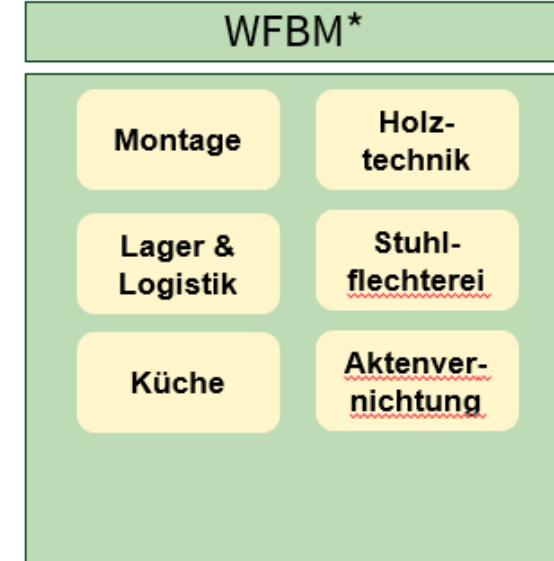 WFBM*
Montage
Holz-
technik
Lager &
Logistik
Stuhl-
flechterei
Küche
Aktenver-
nichtung